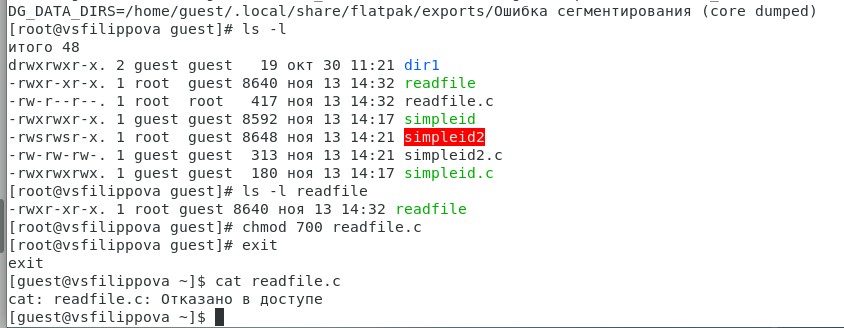 DG_DATA_DIRS=/home/guest/.local/share/flatpak/exports/Ошибка сегментирования (core dumped)
[root@vsfilippova guest]# ls -l
итого 48
drwxrwxr-x. 2 guest guest   19 окт 30 11:21 dir1
-rwxr-xr-x. 1 root  guest 8640 ноя 13 14:32 readfile
-rw-r--r--. 1 root  root   417 ноя 13 14:32 readfile.c
-rwxrwxr-x. 1 guest guest 8592 ноя 13 14:17 simpleid
-rwsrwsr-x. 1 root  guest 8648 ноя 13 14:21 simpleid2
-rw-rw-rw-. 1 guest guest  313 ноя 13 14:21 simpleid2.c
-rwxrwxrwx. 1 guest guest  180 ноя 13 14:17 simpleid.c
[root@vsfilippova guest]# ls -l readfile
-rwxr-xr-x. 1 root guest 8640 ноя 13 14:32 readfile
[root@vsfilippova guest]# chmod 700 readfile.c
[root@vsfilippova guest]# exit
exit
[guest@vsfilippova ~]$ cat readfile.c
cat: readfile.c: Отказано в доступе
[guest@vsfilippova ~]$